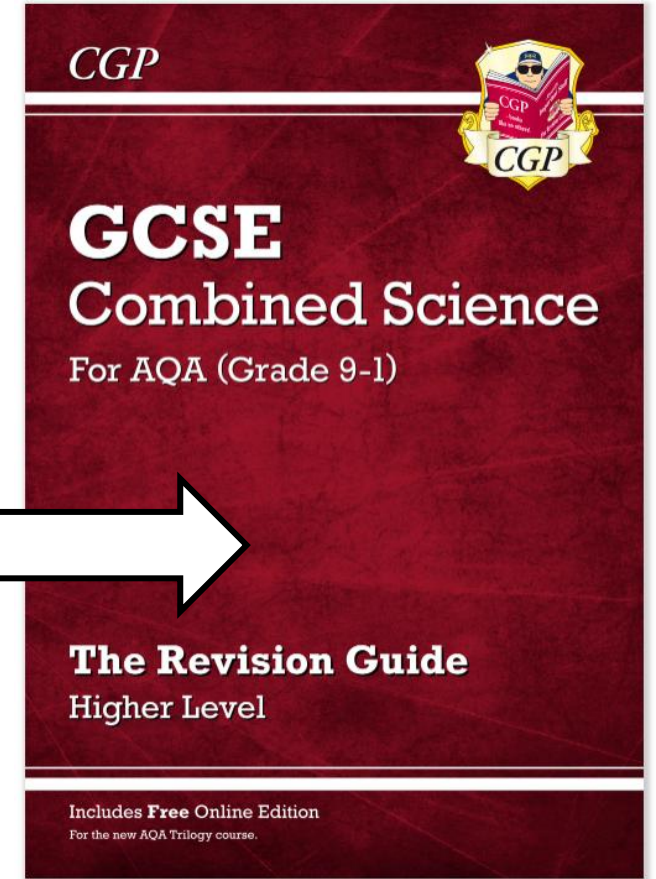 CGP
CGP
CGP
GCSE
Combined Science
For AQA (Grade 9-1)
The Revision Guide
Higher Level
Includes Free Online Edition
For the new AQA Trilogy course.